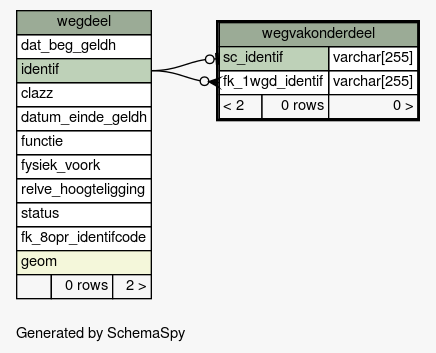 wegdeel
dat_beg_geldh
identif
clazz
datum_einde_geldh
functie
fysiek_voork
relve_hoogteligging
status
fk_8opr_identifcode
geom
0 rows 2 >
wegvakonderdeel
sc_identif varchar[255]
fk_1wgd_identif varchar[255]
< 2 0 rows 0 >
Generated by SchemaSpy